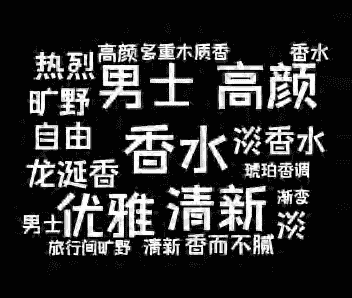 高颜 多重木质香 香水
热烈 男士 高颜
旷野
自由 香水 淡香水
龙涎香 琥珀香调
优雅 清新 渐变
男士 淡
旅行间旷野 清新 香而不腻